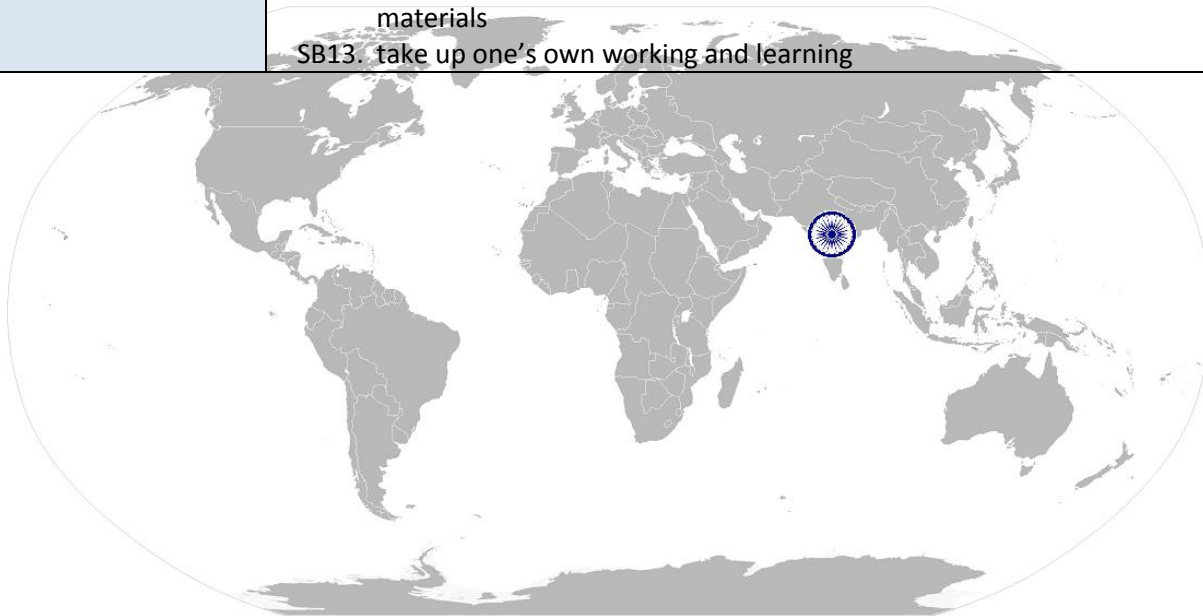 materials
SB13. take up one’s own working and learning